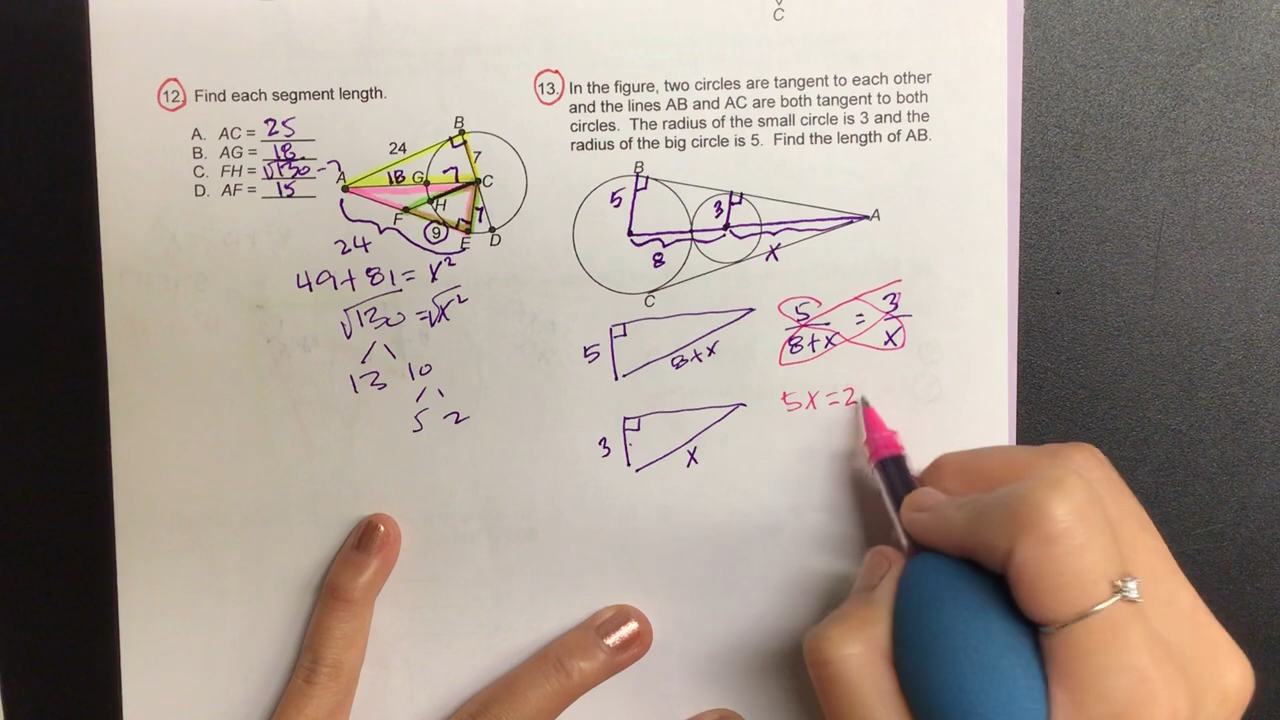 C
12. Find each segment length.
A. AC = 25
B. AG = 18
C. FH = √130 - 7
D. AF = 15
B
24
7
A
18
G
7
C
H
F
7
9
E
D
24
49+81=x²
√130 = √x²
13 10
5 2
13. In the figure, two circles are tangent to each other
and the lines AB and AC are both tangent to both
circles. The radius of the small circle is 3 and the
radius of the big circle is 5. Find the length of AB.
B
5
3
A
8
x
C
5
8+x
5/8+x = 3/x
5x=2
3
x